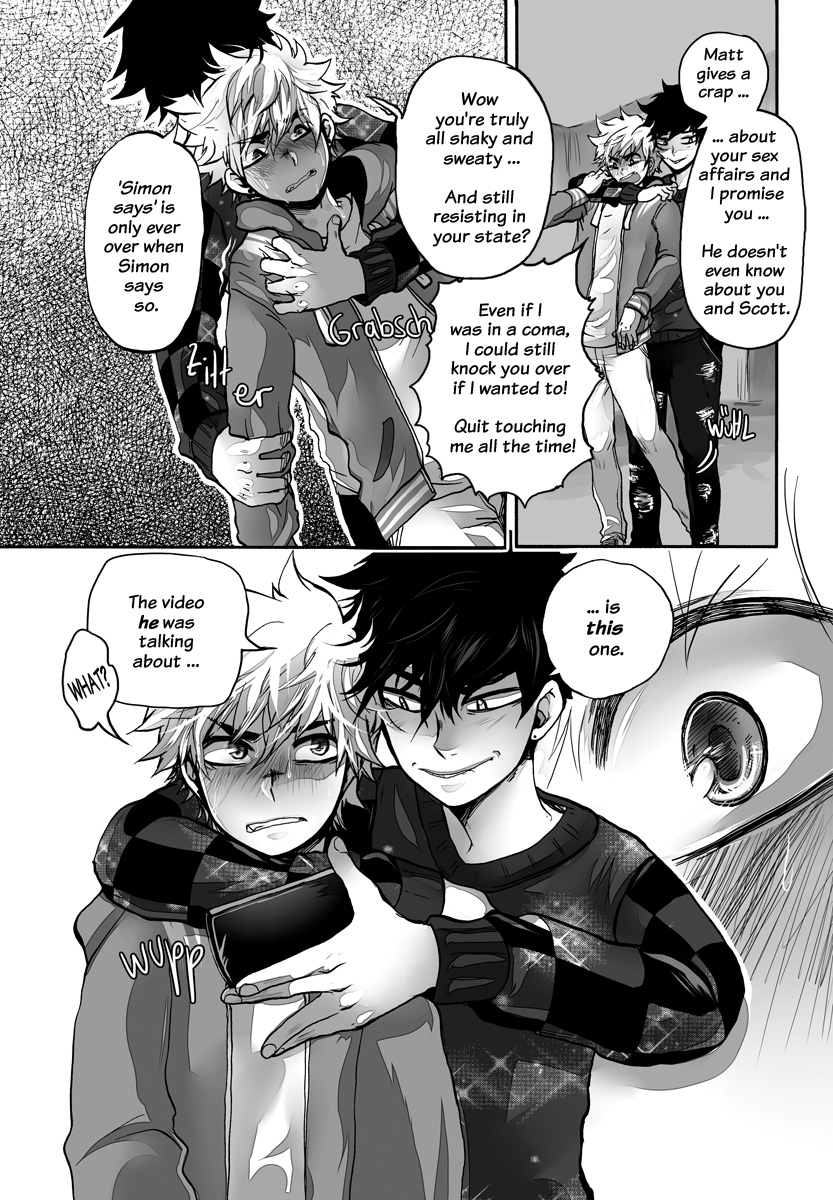 'Simon
says' is
only ever
over when
Simon
says
so.
Zitt
er
Grabsch
Wow
you're truly
all shaky and
sweaty ...
And still
resisting in
your state?
Even if I
was in a coma,
I could still
knock you over
if I wanted to!
Quit touching
me all the time!
Matt
gives a
crap ...
... about
your sex
affairs and
I promise
you ...
He doesn't
even know
about you
and Scott.
WÜHL
The video
he was
talking
about ...
WHAT?
... is
this
one.
WUPP